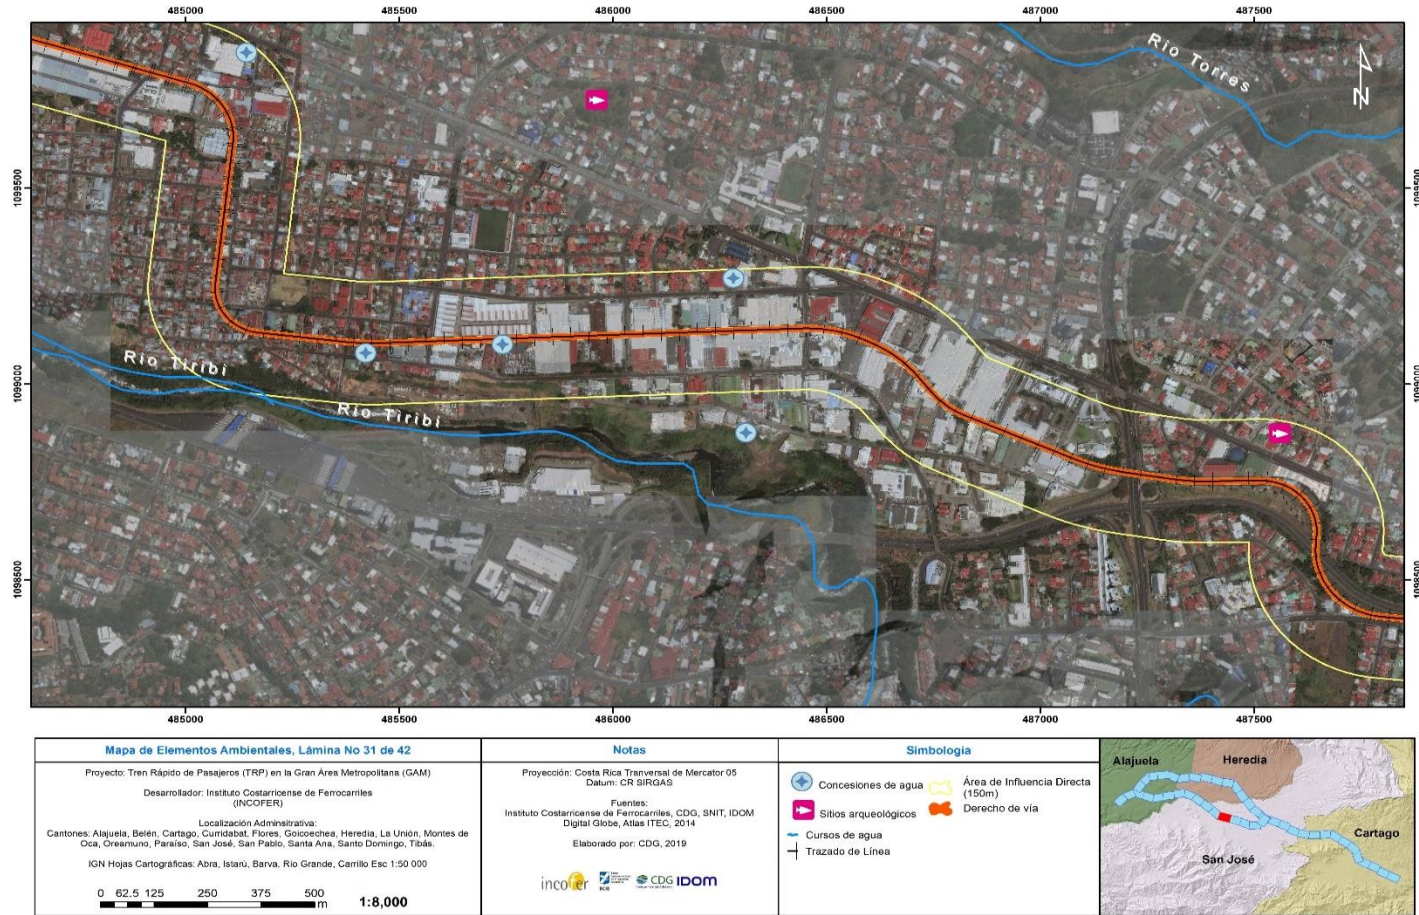 485000 485500 486000 486500 487000 487500
1099500 1099500
1099000 1099000
1098500 1098500
Rio Torres
N
Rio Tiribi
Rio Tiribi
485000 485500 486000 486500 487000 487500
Mapa de Elementos Ambientales, Lámina No 31 de 42
Proyecto: Tren Rápido de Pasajeros (TRP) en la Gran Área Metropolitana (GAM)
Desarrollador: Instituto Costarricense de Ferrocarriles
(INCOFER)
Localización Adminsitrativa:
Cantones: Alajuela, Belén, Cartago, Curridabat, Flores, Goicoechea, Heredia, La Unión, Montes de
Oca, Oreamuno, Paraíso, San José, San Pablo, Santa Ana, Santo Domingo, Tibás.
IGN Hojas Cartográficas: Abra, Istarú, Barva, Rio Grande, Carrillo Esc 1:50 000
0 62.5 125 250 375 500
m
1:8,000
Notas
Proyección: Costa Rica Tranversal de Mercator 05
Datum: CR SIRGAS
Fuentes:
Instituto Costarricense de Ferrocarriles, CDG, SNIT, IDOM
Digital Globe, Atlas ITEC, 2014
Elaborado por: CDG, 2019
incofer
CDG
IDOM
Simbología
Concesiones de agua
Sitios arqueológicos
Cursos de agua
Trazado de Línea
Área de Influencia Directa
(150m)
Derecho de vía
Alajuela
Heredia
San José
Cartago